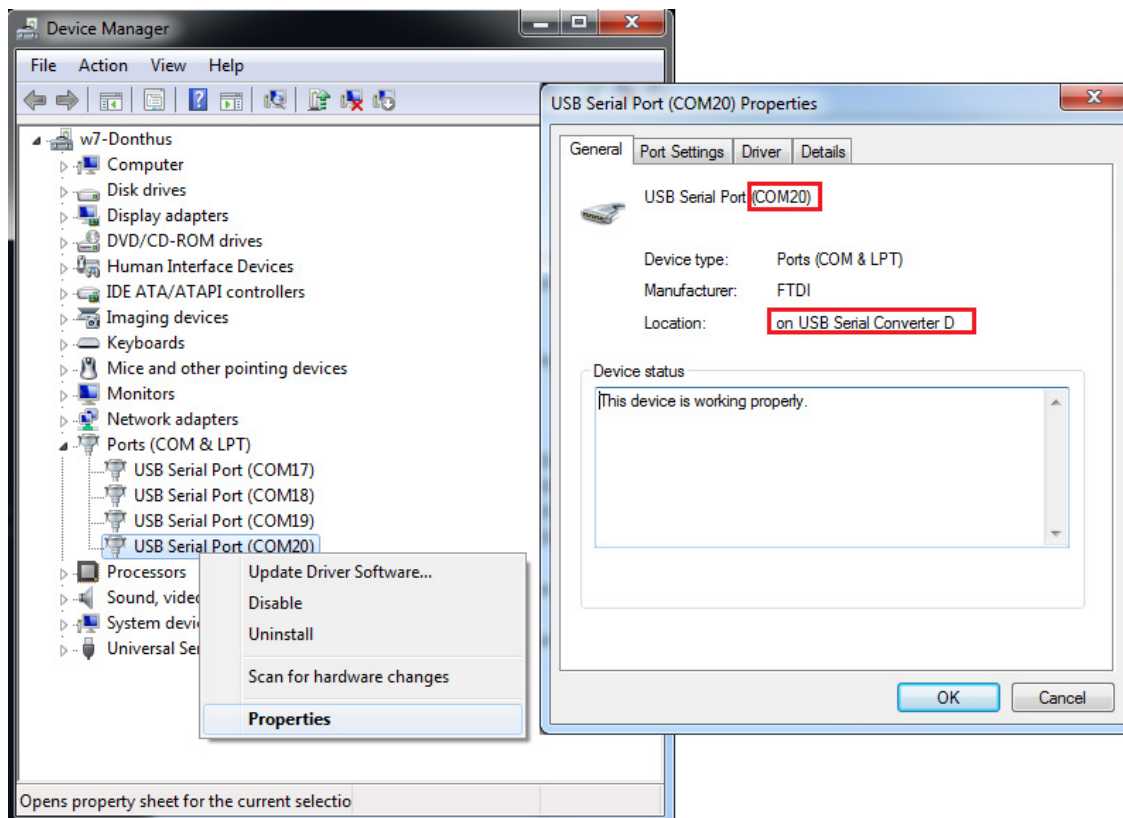 Device Manager
File Action View Help
w7-Donthus
Computer
Disk drives
Display adapters
DVD/CD-ROM drives
Human Interface Devices
IDE ATA/ATAPI controllers
Imaging devices
Keyboards
Mice and other pointing devices
Monitors
Network adapters
Ports (COM & LPT)
USB Serial Port (COM17)
USB Serial Port (COM18)
USB Serial Port (COM19)
USB Serial Port (COM20)
Processors
Sound, video
System devi
Universal Se
Update Driver Software...
Disable
Uninstall
Scan for hardware changes
Properties
Opens property sheet for the current selectio
USB Serial Port (COM20) Properties
General Port Settings Driver Details
USB Serial Port (COM20)
Device type: Ports (COM & LPT)
Manufacturer: FTDI
Location: on USB Serial Converter D
Device status
This device is working properly.
OK Cancel